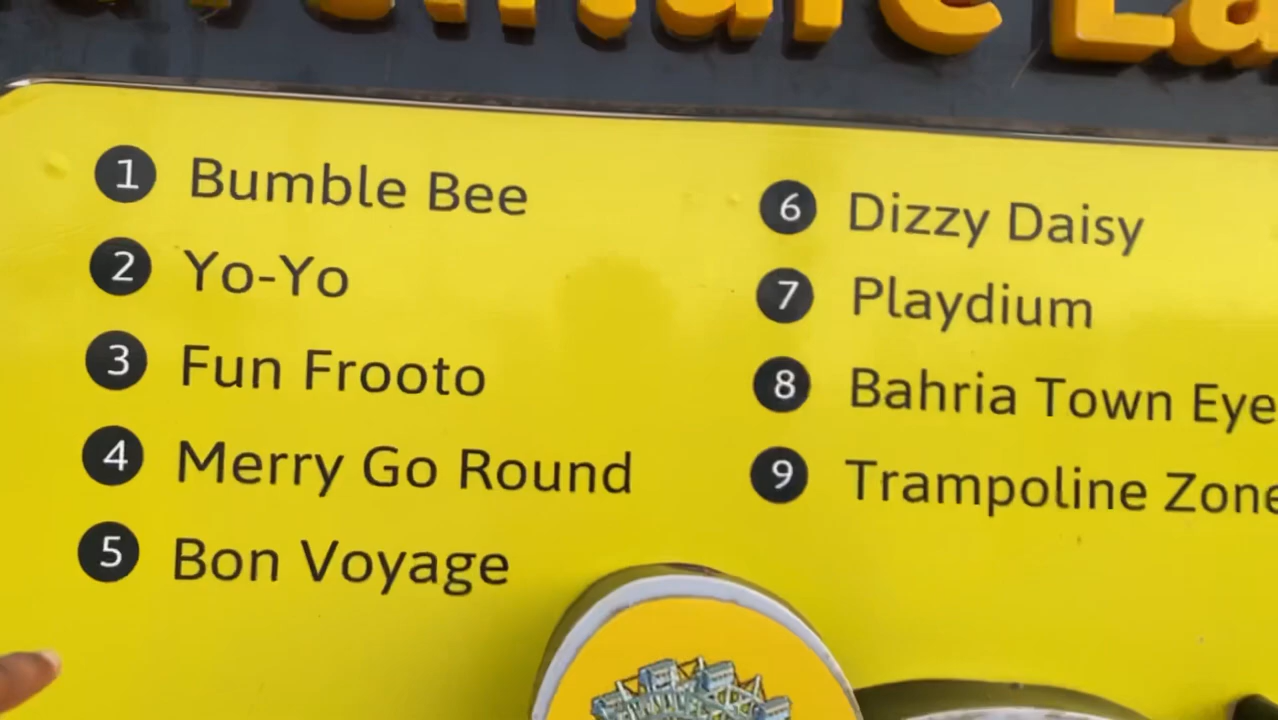 1 Bumble Bee
2 Yo-Yo
3 Fun Frooto
4 Merry Go Round
5 Bon Voyage
6 Dizzy Daisy
7 Playdium
8 Bahria Town Eye
9 Trampoline Zone